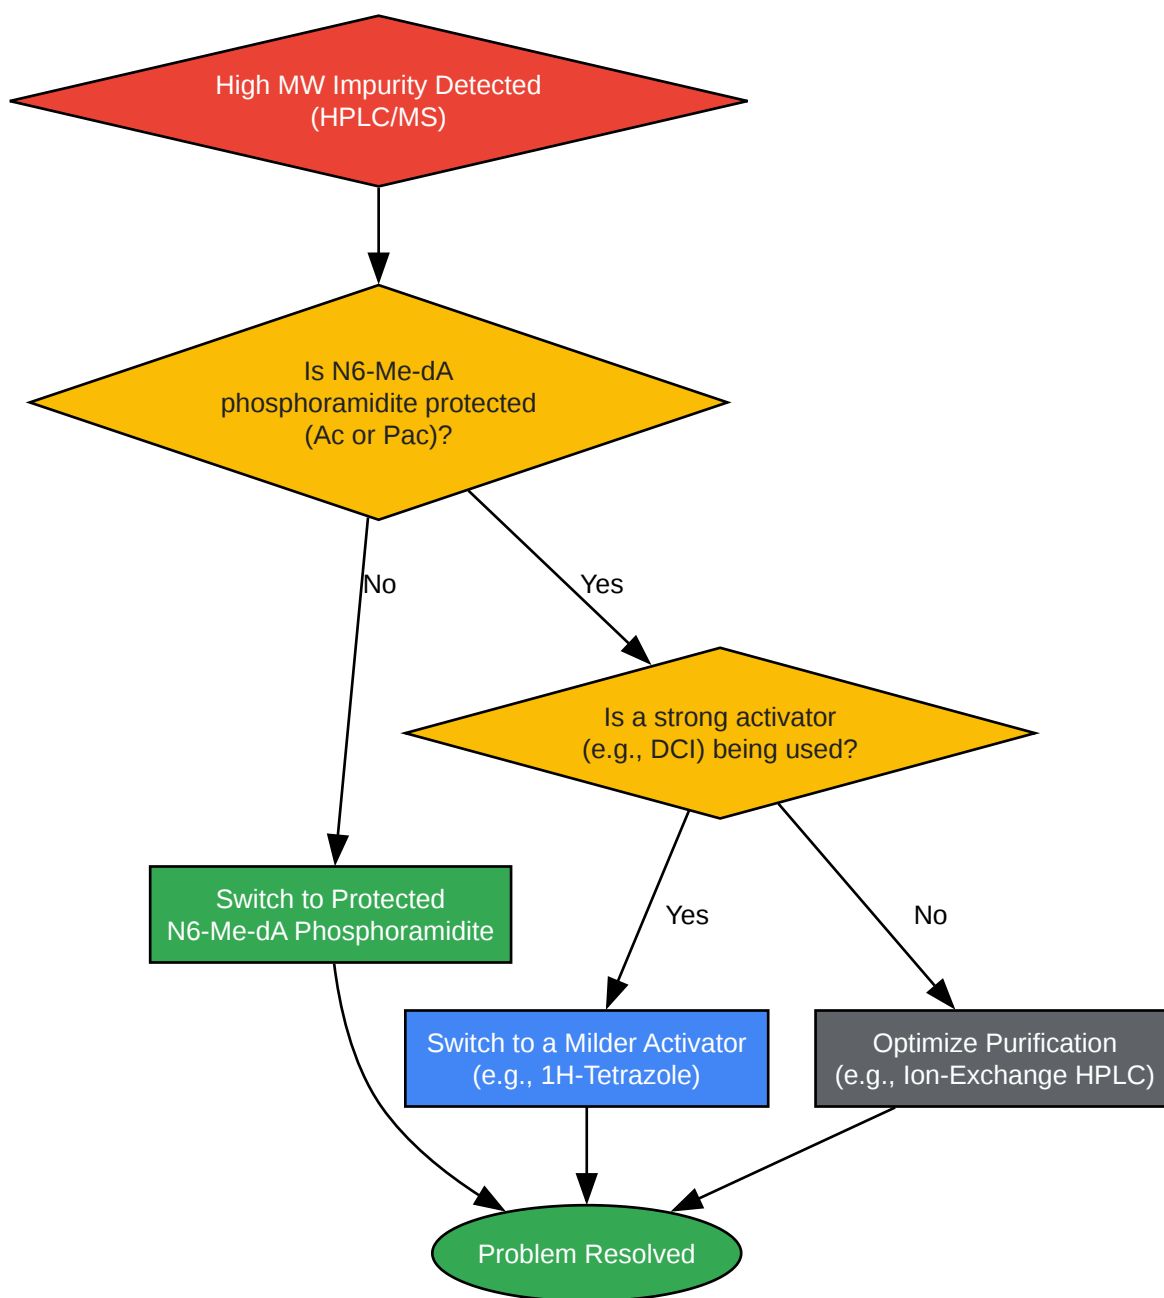 High MW Impurity Detected
(HPLC/MS)
Is N6-Me-dA
phosphoramidite protected
(Ac or Pac)?
No
Yes
Is a strong activator
(e.g., DCI) being used?
Switch to Protected
N6-Me-dA Phosphoramidite
Yes
No
Switch to a Milder Activator
(e.g., 1H-Tetrazole)
Optimize Purification
(e.g., Ion-Exchange HPLC)
Problem Resolved